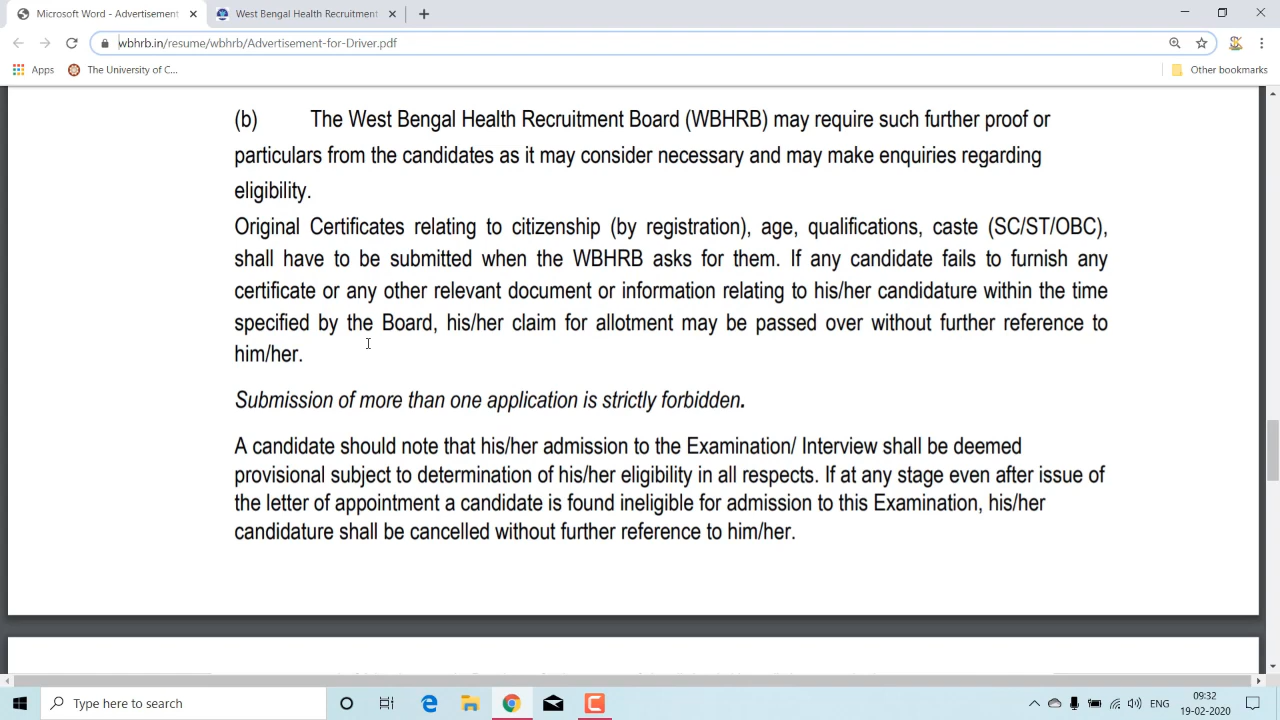 Microsoft Word - Advertisement
West Bengal Health Recruitment
wbhrb.in/resume/wbhrb/Advertisement-for-Driver.pdf
Apps
The University of C...
Other bookmarks
(b) The West Bengal Health Recruitment Board (WBHRB) may require such further proof or
particulars from the candidates as it may consider necessary and may make enquiries regarding
eligibility.
Original Certificates relating to citizenship (by registration), age, qualifications, caste (SC/ST/OBC),
shall have to be submitted when the WBHRB asks for them. If any candidate fails to furnish any
certificate or any other relevant document or information relating to his/her candidature within the time
specified by the Board, his/her claim for allotment may be passed over without further reference to
him/her.
Submission of more than one application is strictly forbidden.
A candidate should note that his/her admission to the Examination/ Interview shall be deemed
provisional subject to determination of his/her eligibility in all respects. If at any stage even after issue of
the letter of appointment a candidate is found ineligible for admission to this Examination, his/her
candidature shall be cancelled without further reference to him/her.
Type here to search
ENG
09:32
19-02-2020